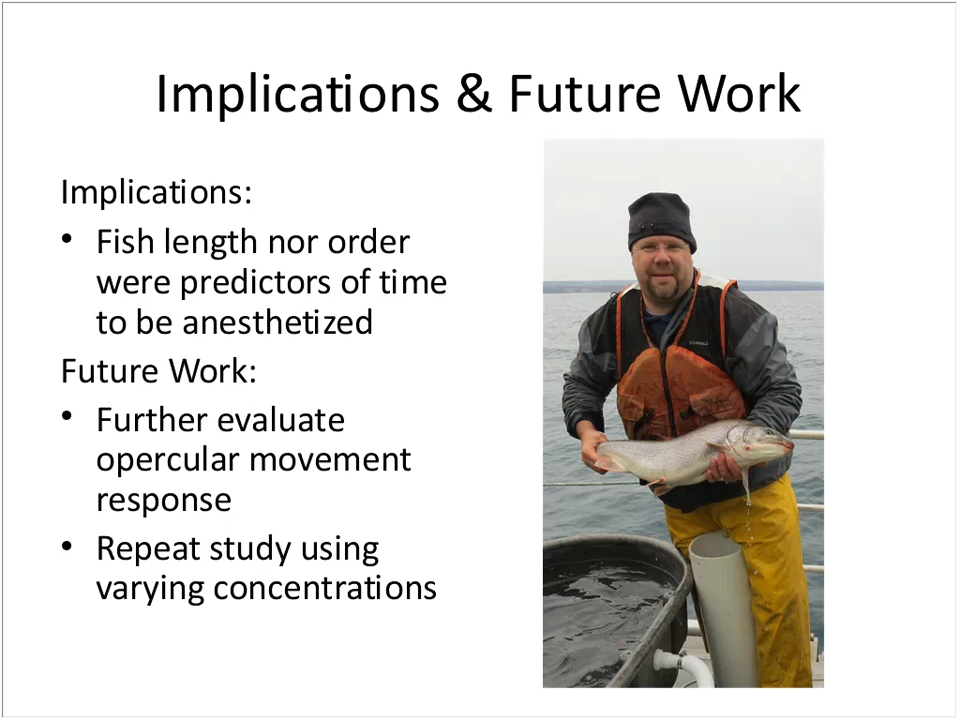 Implications & Future Work
Implications:
• Fish length nor order
were predictors of time
to be anesthetized
Future Work:
• Further evaluate
opercular movement
response
• Repeat study using
varying concentrations